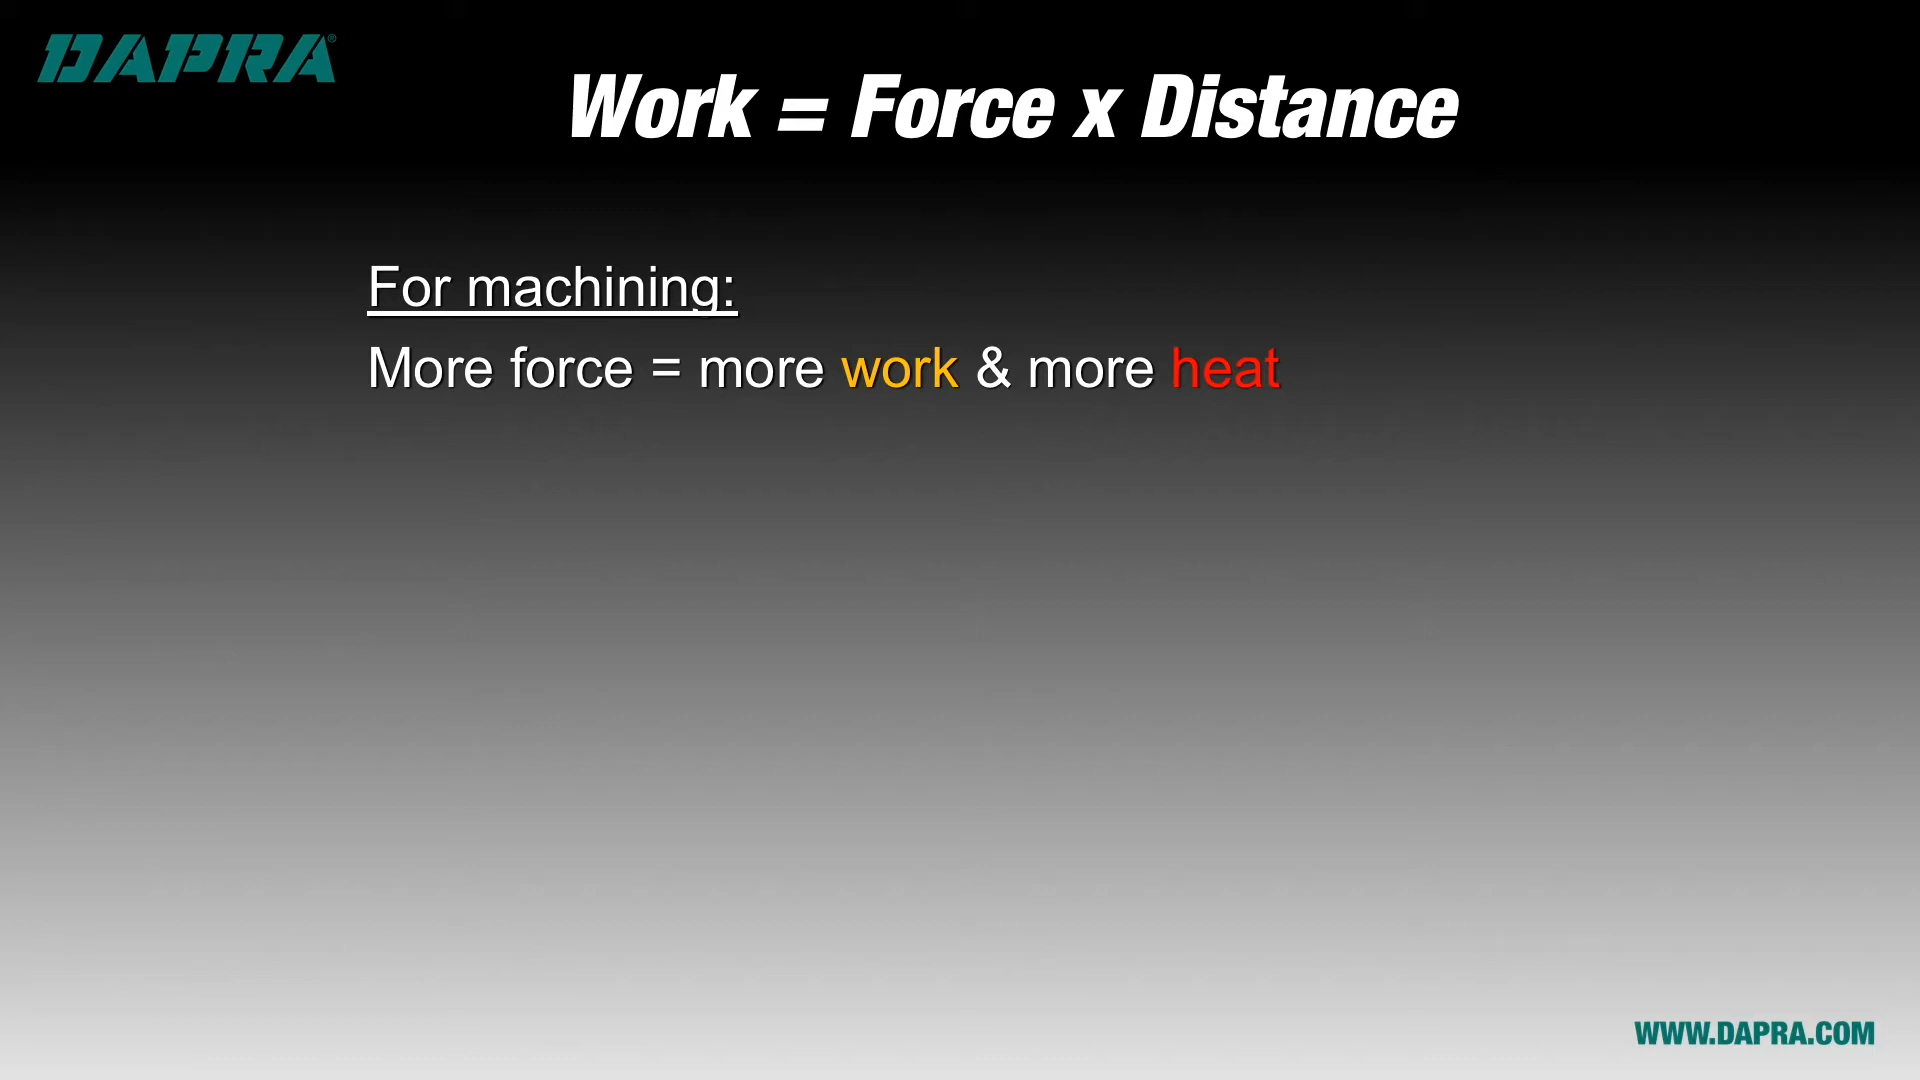 DAPRA®
Work = Force x Distance
For machining:
More force = more work & more heat
WWW.DAPRA.COM